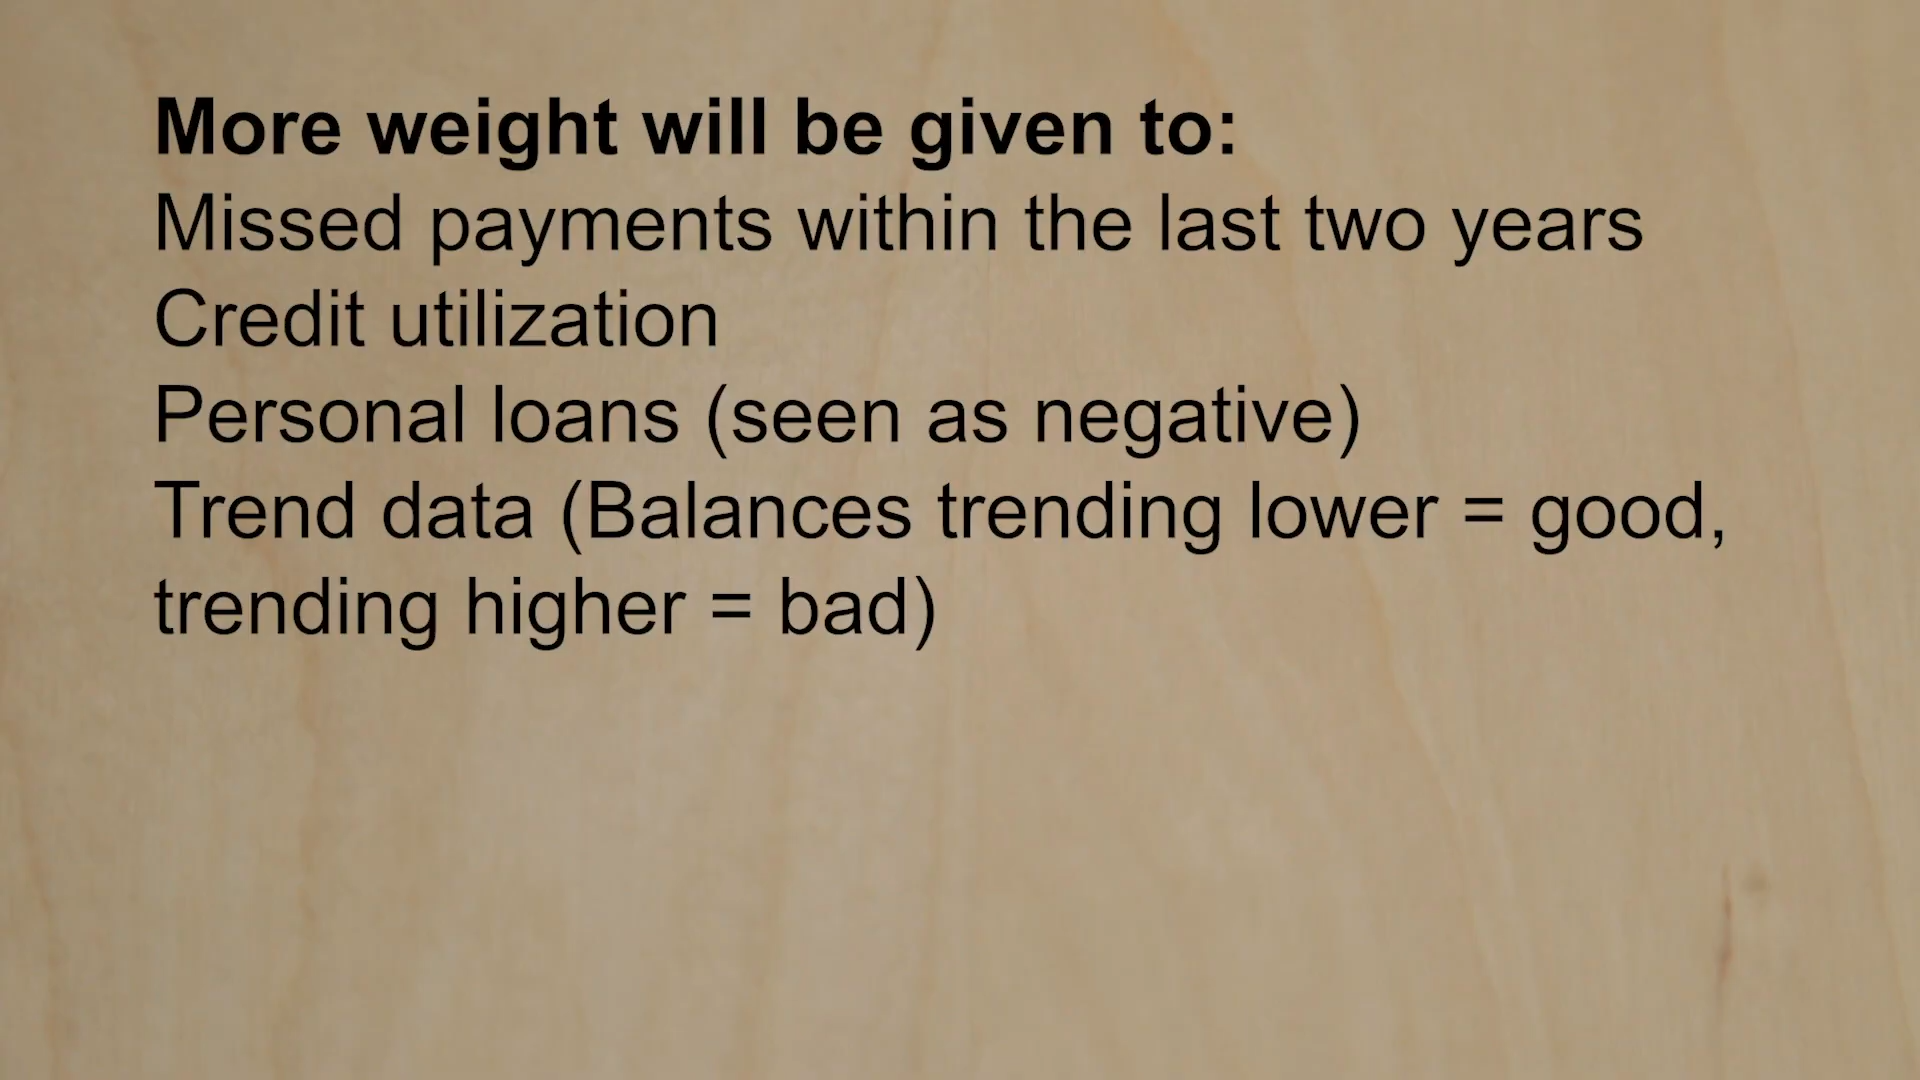 More weight will be given to:
Missed payments within the last two years
Credit utilization
Personal loans (seen as negative)
Trend data (Balances trending lower = good,
trending higher = bad)